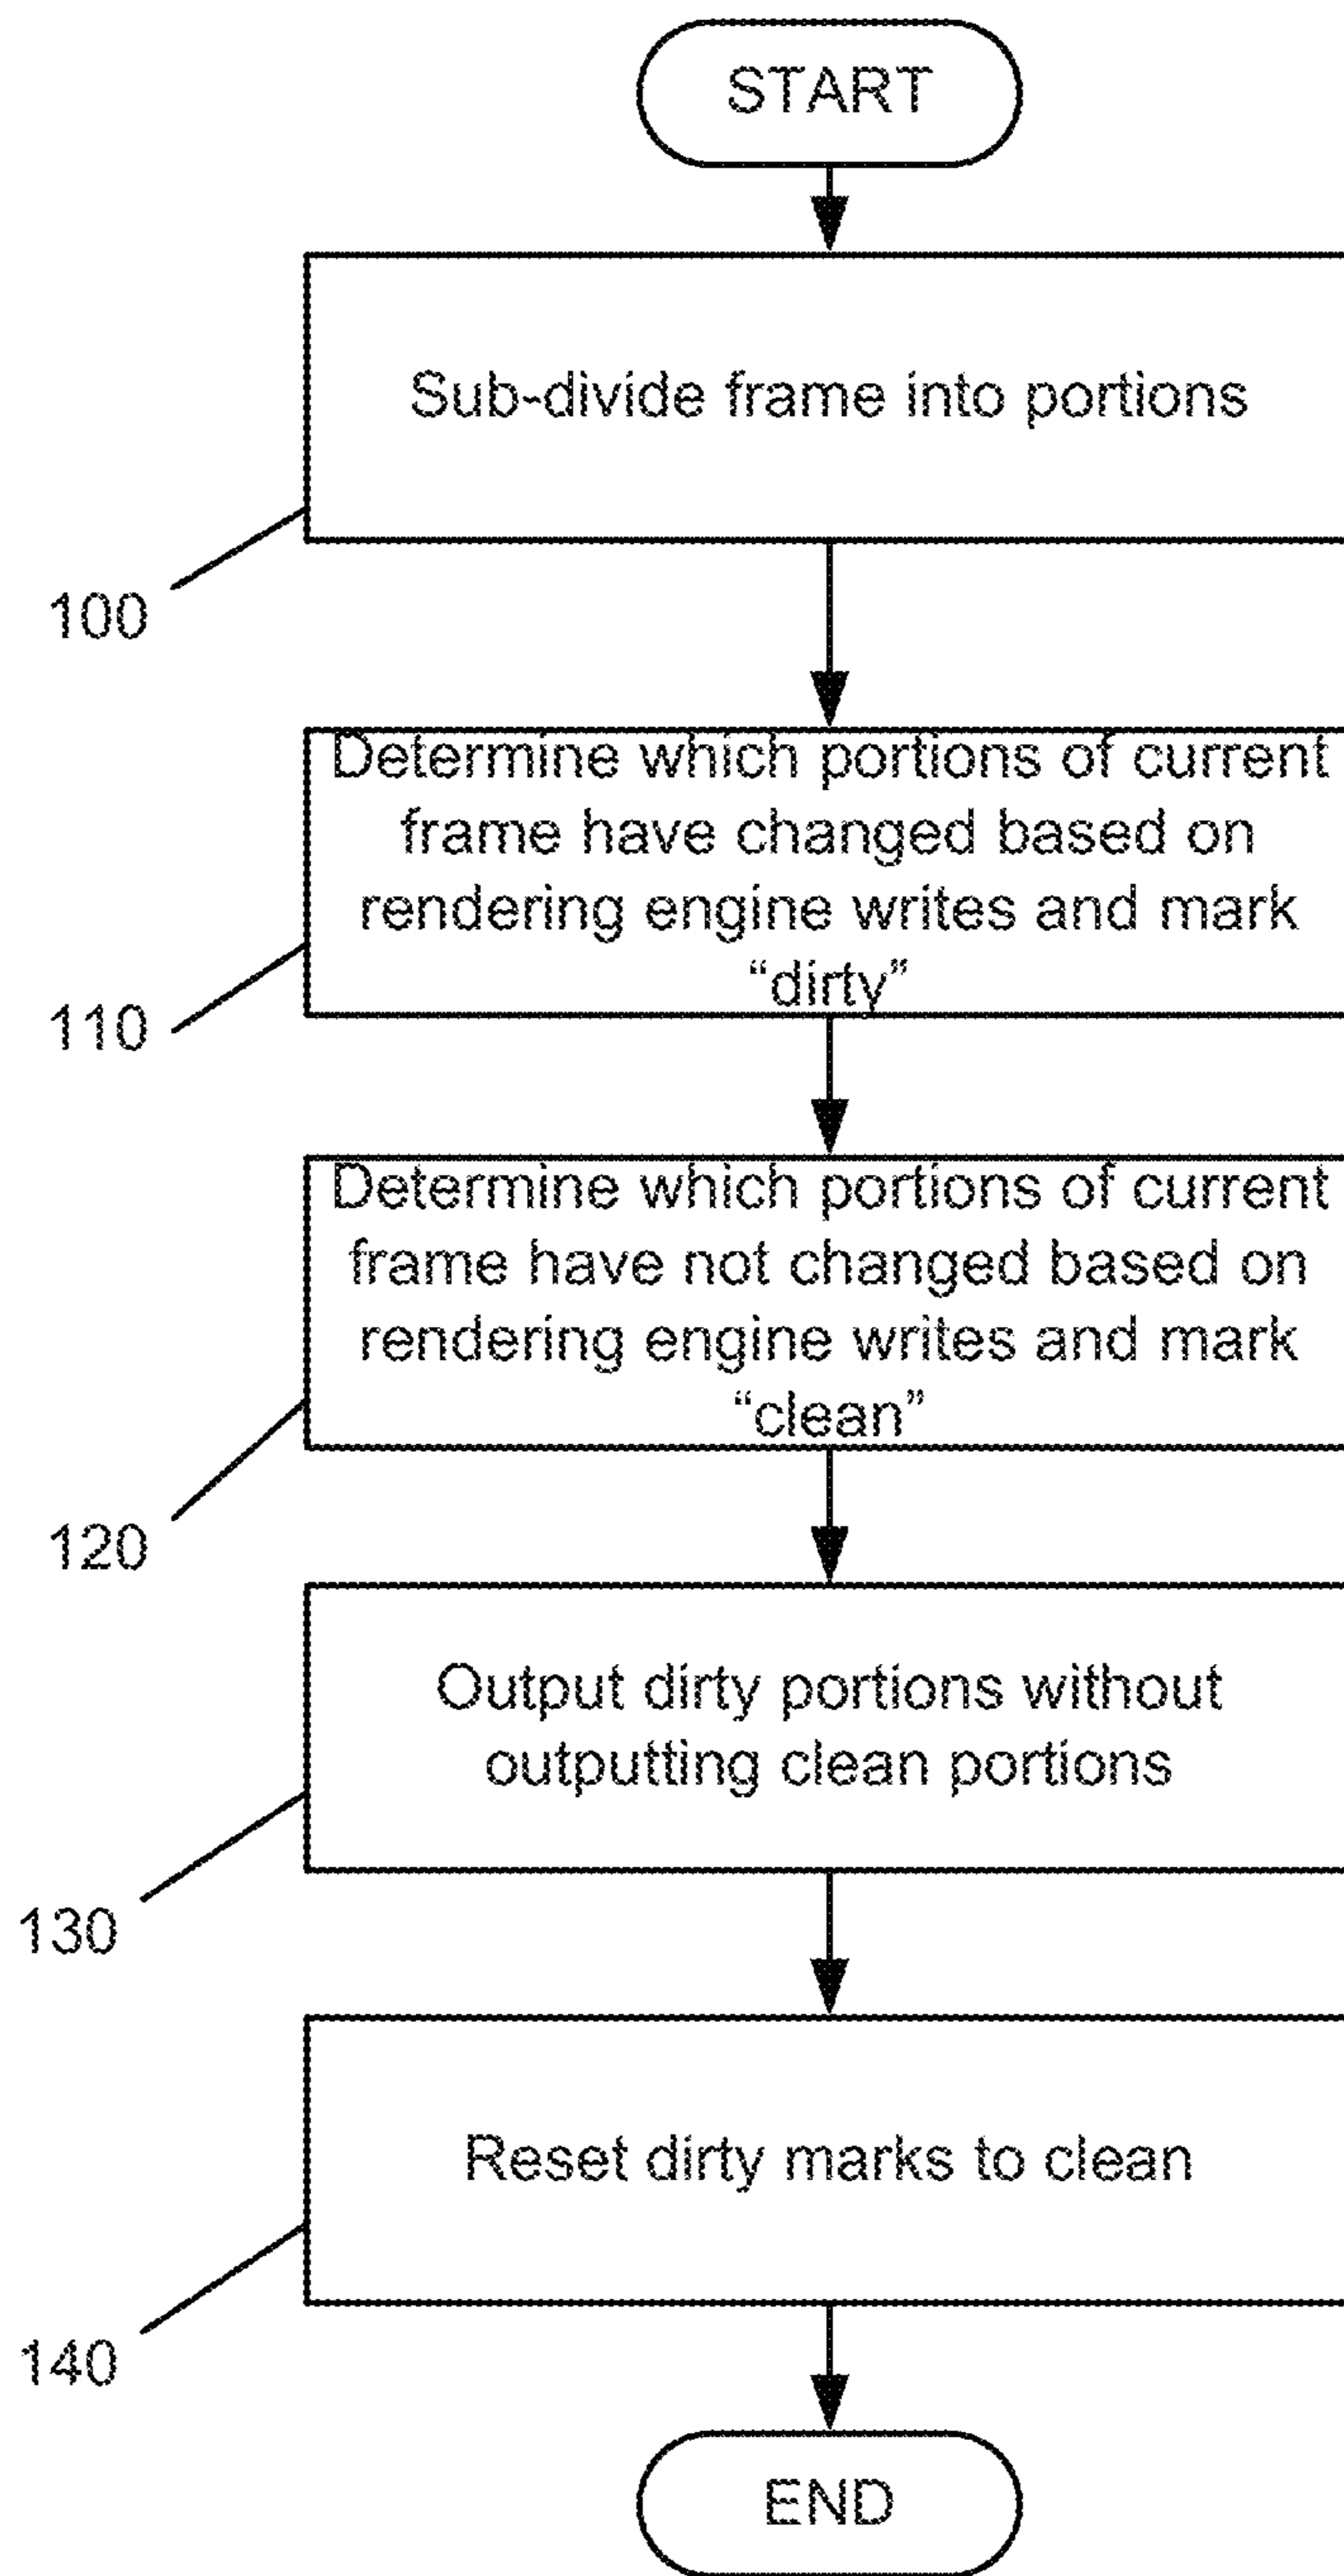 START
Sub-divide frame into portions
100
Determine which portions of current
frame have changed based on
rendering engine writes and mark
“dirty”
110
Determine which portions of current
frame have not changed based on
rendering engine writes and mark
“clean”
120
Output dirty portions without
outputting clean portions
130
Reset dirty marks to clean
140
END